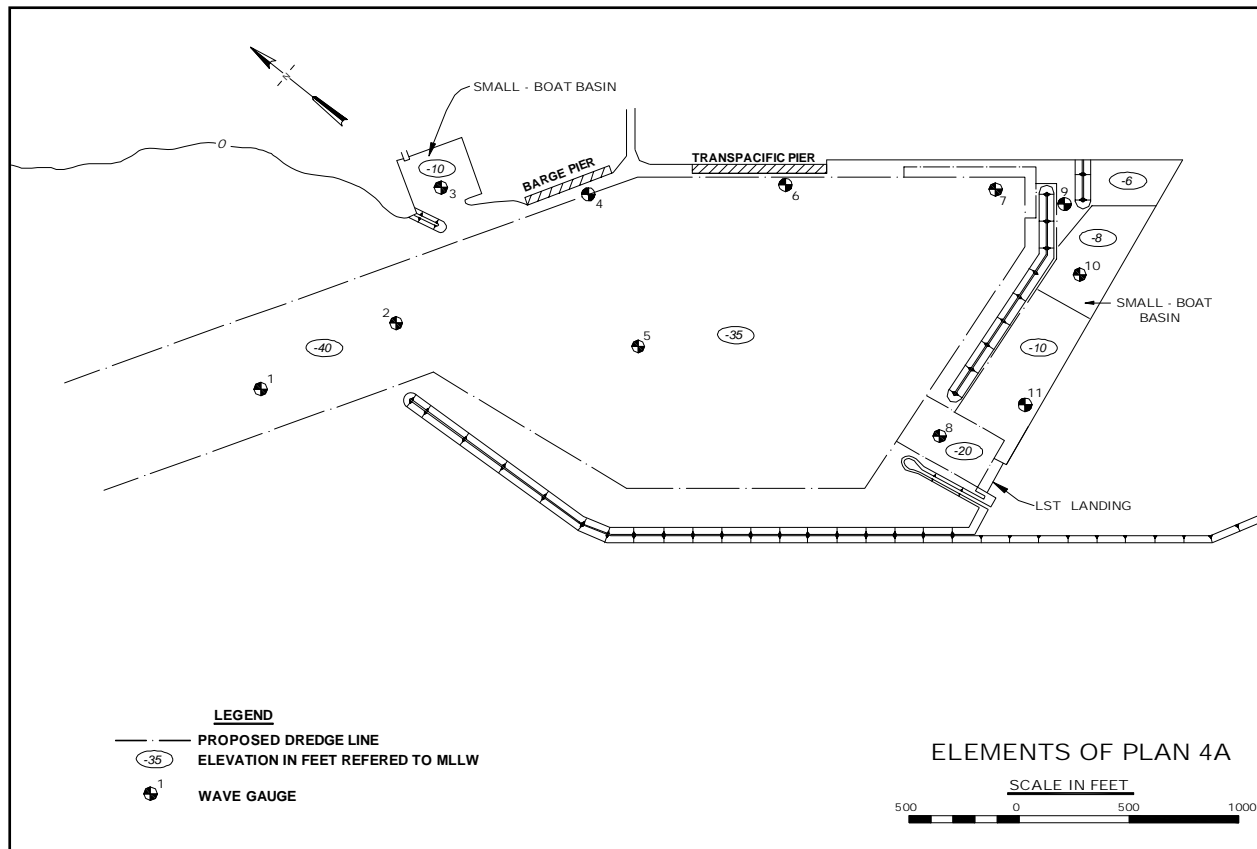 N
SMALL - BOAT BASIN
0
-10
3
BARGE PIER
4
TRANSPACIFIC PIER
6
7
9
-6
-8
10
SMALL - BOAT
BASIN
2
-40
5
-35
-10
1
11
8
-20
LST LANDING
LEGEND
PROPOSED DREDGE LINE
-35 ELEVATION IN FEET REFERED TO MLLW
1
WAVE GAUGE
ELEMENTS OF PLAN 4A
SCALE IN FEET
500 0 500 1000